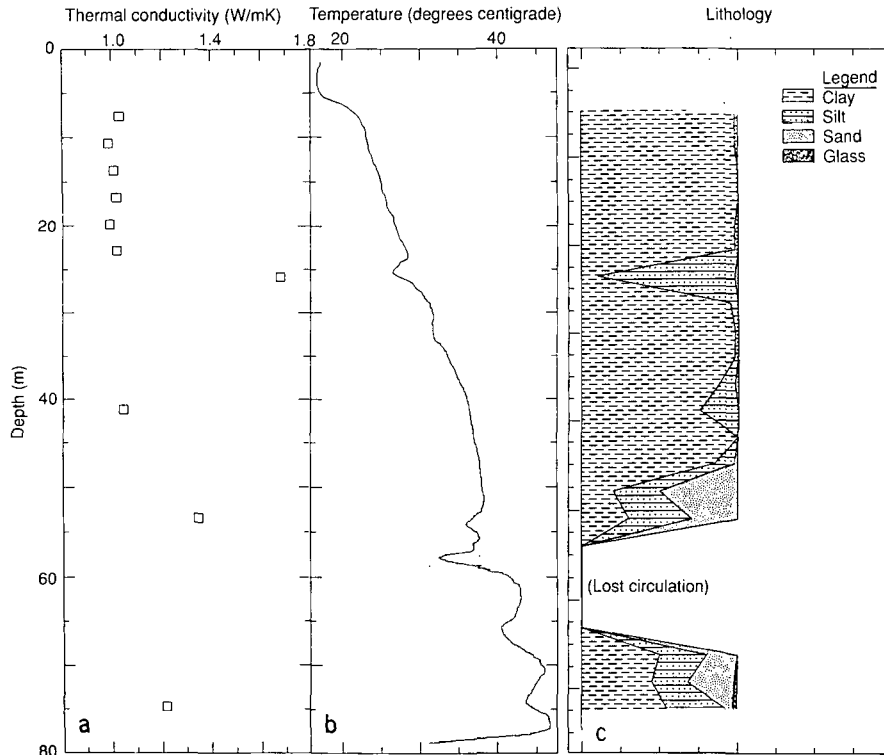 Thermal conductivity (W/mK)
Temperature (degrees centigrade)
Lithology
1.0 1.4 1.8
20 40
0
20
40
60
80
Depth (m)
Legend
Clay
Silt
Sand
Glass
(Lost circulation)
a
b
c